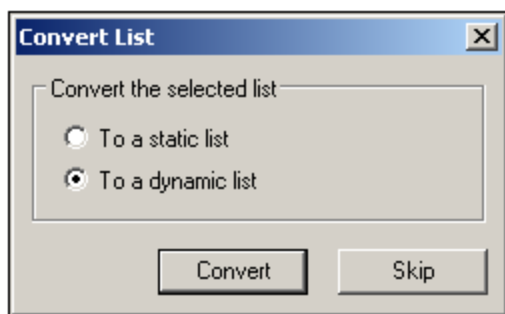 Convert List
Convert the selected list
To a static list
To a dynamic list
Convert Skip